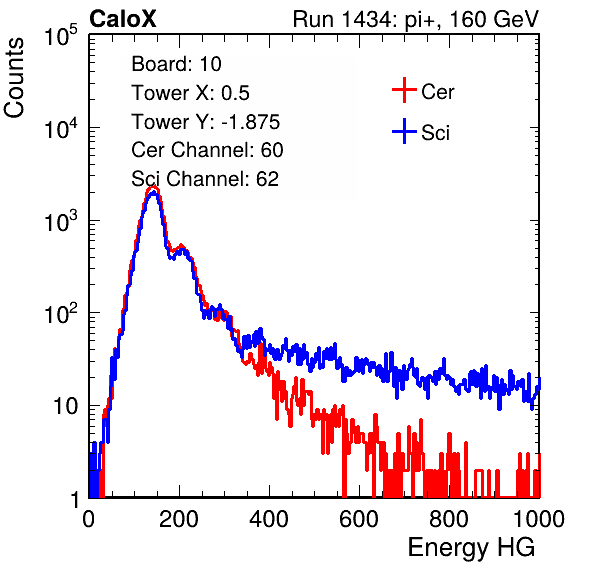 CaloX Run 1434: pi+, 160 GeV
Counts
Board: 10
Tower X: 0.5
Tower Y: -1.875
Cer Channel: 60
Sci Channel: 62
Cer
Sci
10^5
10^4
10^3
10^2
10
1
0 200 400 600 800 1000
Energy HG